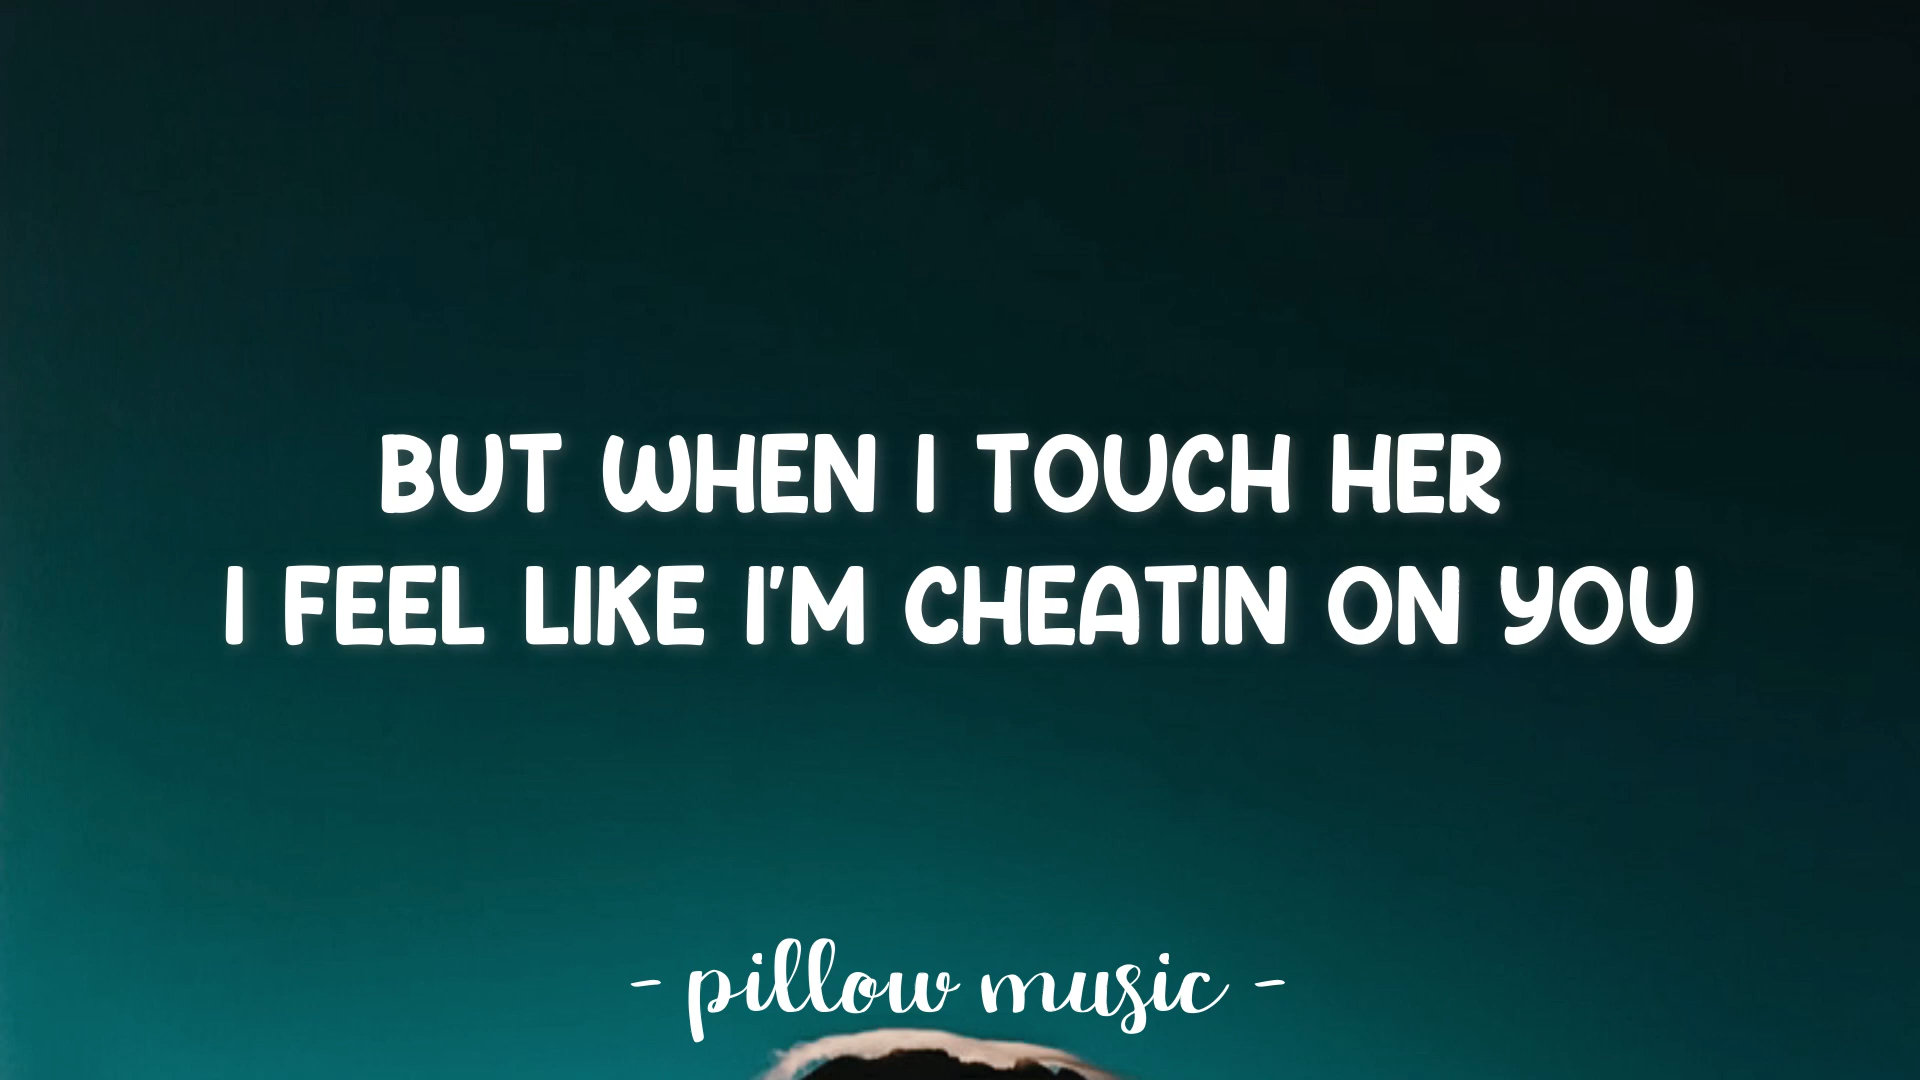 BUT WHEN I TOUCH HER
I FEEL LIKE I'M CHEATIN ON YOU
- pillow music -